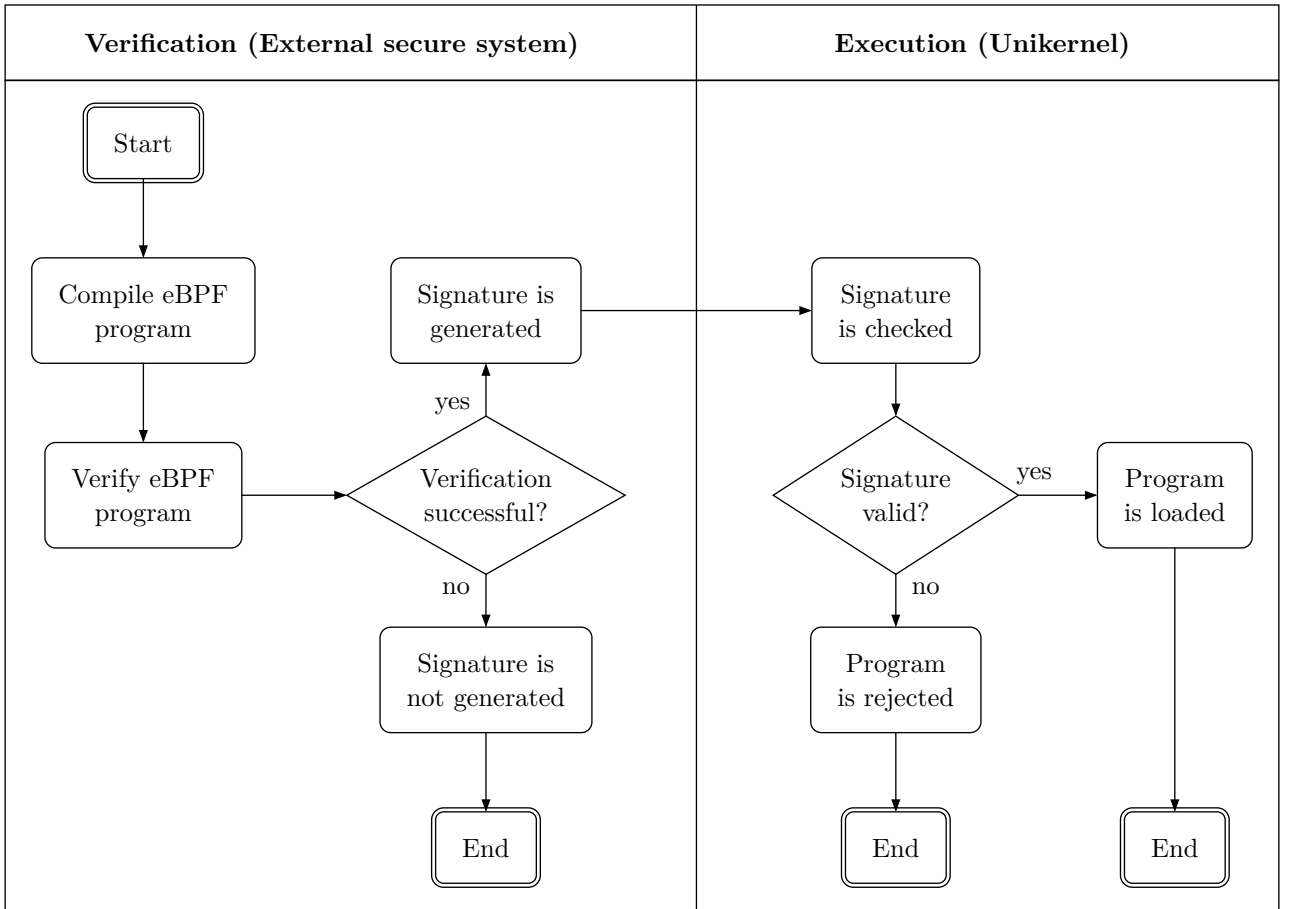 Verification (External secure system)
Execution (Unikernel)
Start
Compile eBPF
program
Verify eBPF
program
Verification
successful?
yes
Signature is
generated
no
Signature is
not generated
End
Signature
is checked
Signature
valid?
yes
Program
is loaded
End
no
Program
is rejected
End